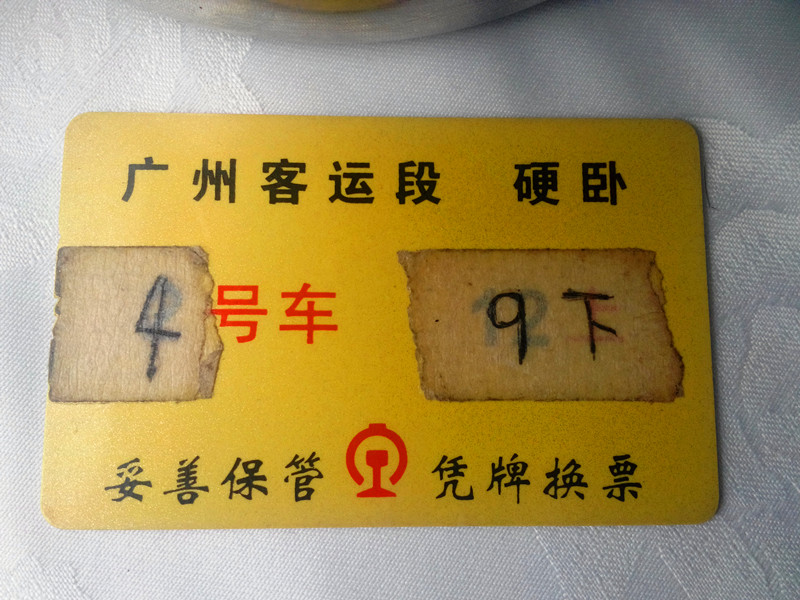 广州客运段 硬卧
4号车 9下
妥善保管 凭牌换票